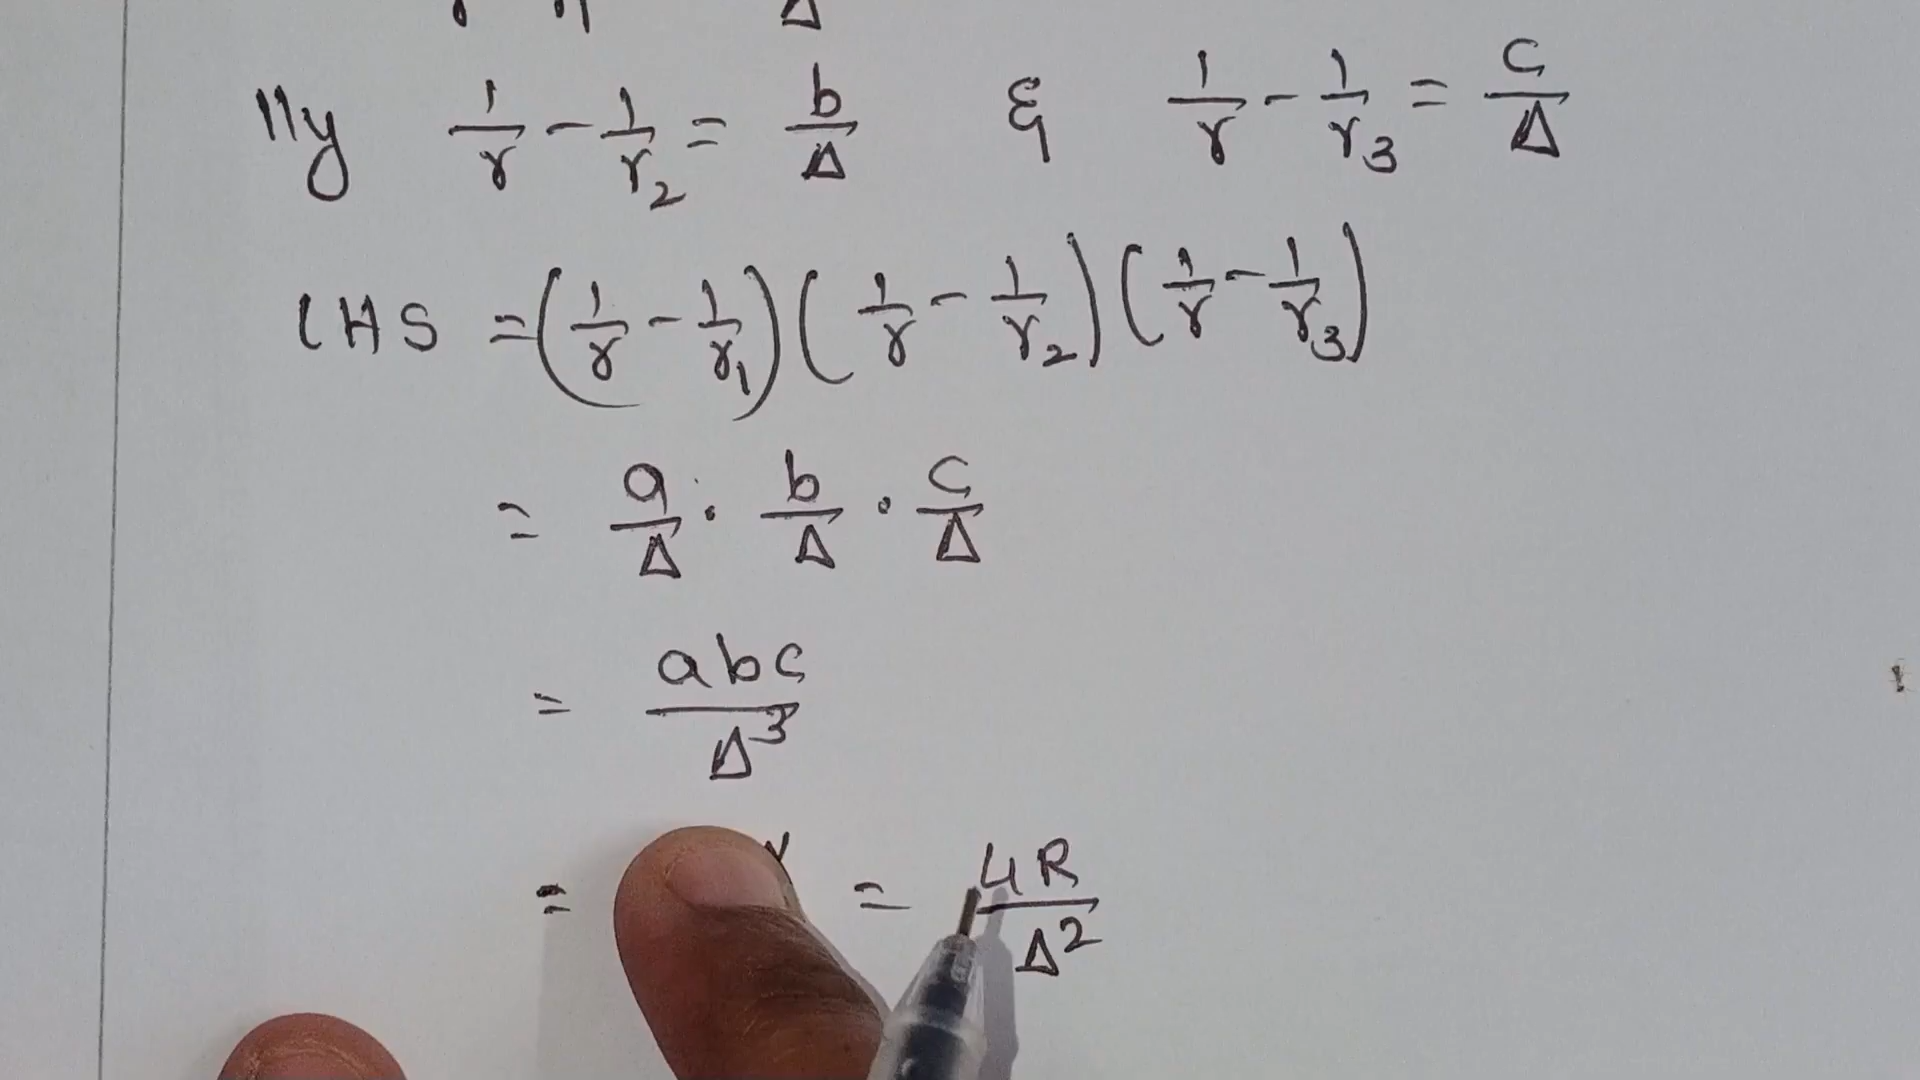 lly 1/r - 1/r₂ = b/Δ & 1/r - 1/r₃ = c/Δ
LHS = (1/r - 1/r₁)(1/r - 1/r₂)(1/r - 1/r₃)
= a/Δ · b/Δ · c/Δ
= abc/Δ³
= = 4R/Δ²